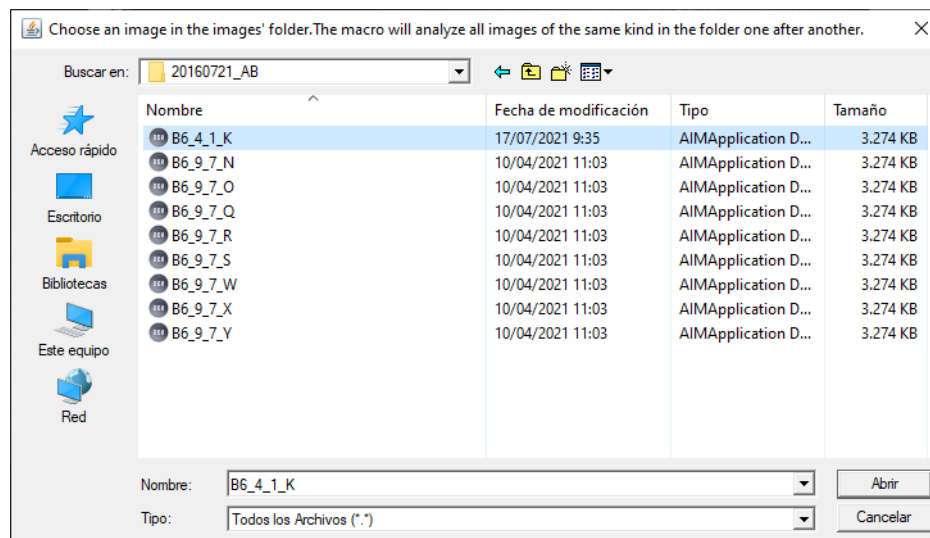 Choose an image in the images' folder.The macro will analyze all images of the same kind in the folder one after another.
Buscar en: 20160721_AB
Nombre Fecha de modificación Tipo Tamaño
B6_4_1_K 17/07/2021 9:35 AIMApplication D... 3.274 KB
B6_9_7_N 10/04/2021 11:03 AIMApplication D... 3.274 KB
B6_9_7_O 10/04/2021 11:03 AIMApplication D... 3.274 KB
B6_9_7_Q 10/04/2021 11:03 AIMApplication D... 3.274 KB
B6_9_7_R 10/04/2021 11:03 AIMApplication D... 3.274 KB
B6_9_7_S 10/04/2021 11:03 AIMApplication D... 3.274 KB
B6_9_7_W 10/04/2021 11:03 AIMApplication D... 3.274 KB
B6_9_7_X 10/04/2021 11:03 AIMApplication D... 3.274 KB
B6_9_7_Y 10/04/2021 11:03 AIMApplication D... 3.274 KB
Acceso rápido
Escritorio
Bibliotecas
Este equipo
Red
Nombre: B6_4_1_K Abrir
Tipo: Todos los Archivos (*.*) Cancelar